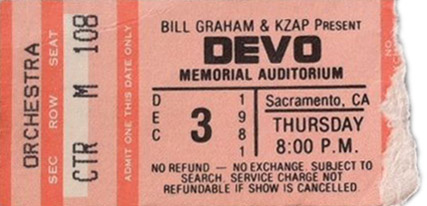 ORCHESTRA
SEC ROW SEAT
CTR M 108
ADMIT ONE THIS DATE ONLY
BILL GRAHAM & KZAP PRESENT
DEVO
MEMORIAL AUDITORIUM
DEC 3 1981
Sacramento, CA
THURSDAY
8:00 P.M.
NO REFUND — NO EXCHANGE. SUBJECT TO
SEARCH. SERVICE CHARGE NOT
REFUNDABLE IF SHOW IS CANCELLED.